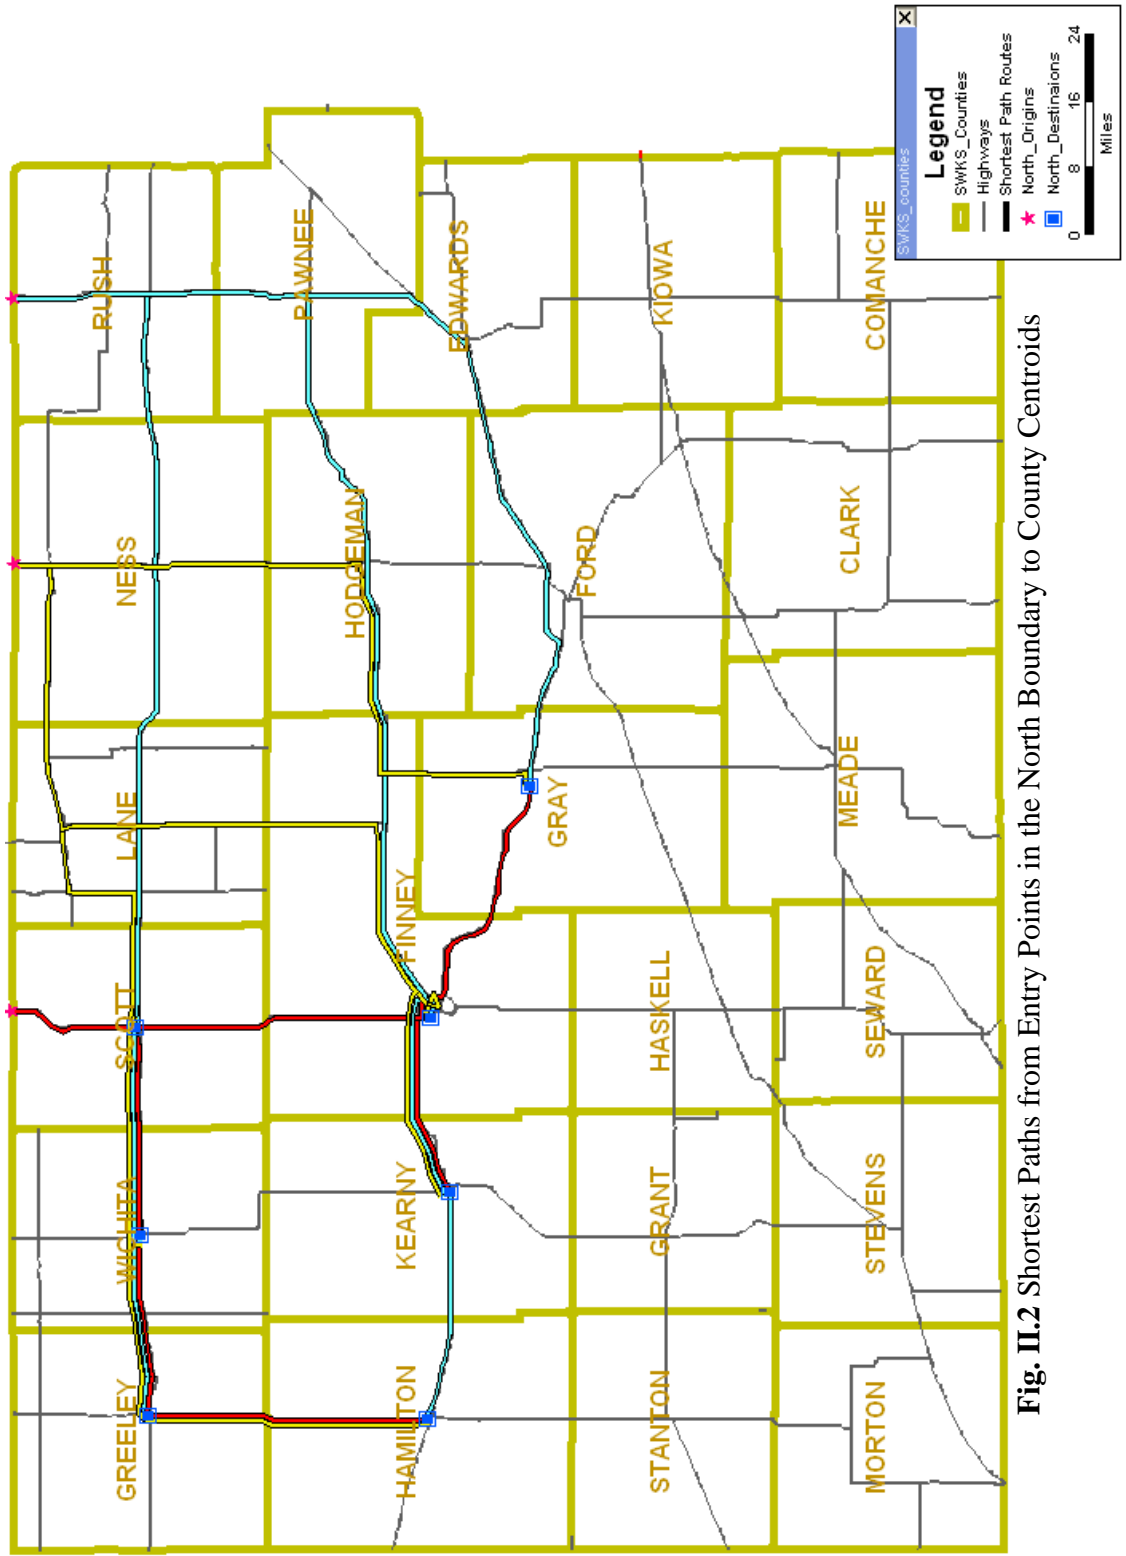 GREELEY
WICHITA
SCOTT
LANE
NESS
RUSH
HAMILTON
KEARNY
FINNEY
HODGEMAN
PAWNEE
GRAY
FORD
EDWARDS
STANTON
GRANT
HASKELL
KIOWA
MORTON
STEVENS
SEWARD
MEADE
CLARK
COMANCHE
SWKS_counties
Legend
SWKS_Counties
Highways
Shortest Path Routes
North_Origins
North_Destinaions
0 8 16 24
Miles
Fig. II.2 Shortest Paths from Entry Points in the North Boundary to County Centroids